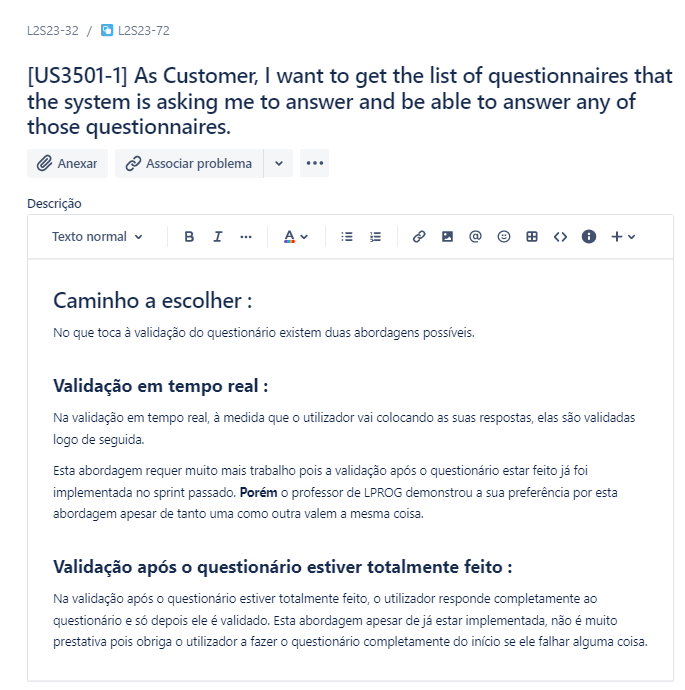 L2S23-32 / L2S23-72
[US3501-1] As Customer, I want to get the list of questionnaires that
the system is asking me to answer and be able to answer any of
those questionnaires.
Anexar Associar problema
Descrição
Texto normal B I A
Caminho a escolher :
No que toca à validação do questionário existem duas abordagens possíveis.
Validação em tempo real :
Na validação em tempo real, à medida que o utilizador vai colocando as suas respostas, elas são validadas
logo de seguida.
Esta abordagem requer muito mais trabalho pois a validação após o questionário estar feito já foi
implementada no sprint passado. Porém o professor de LPROG demonstrou a sua preferência por esta
abordagem apesar de tanto uma como outra valem a mesma coisa.
Validação após o questionário estiver totalmente feito :
Na validação após o questionário estiver totalmente feito, o utilizador responde completamente ao
questionário e só depois ele é validado. Esta abordagem apesar de já estar implementada, não é muito
prestativa pois obriga o utilizador a fazer o questionário completamente do início se ele falhar alguma coisa.